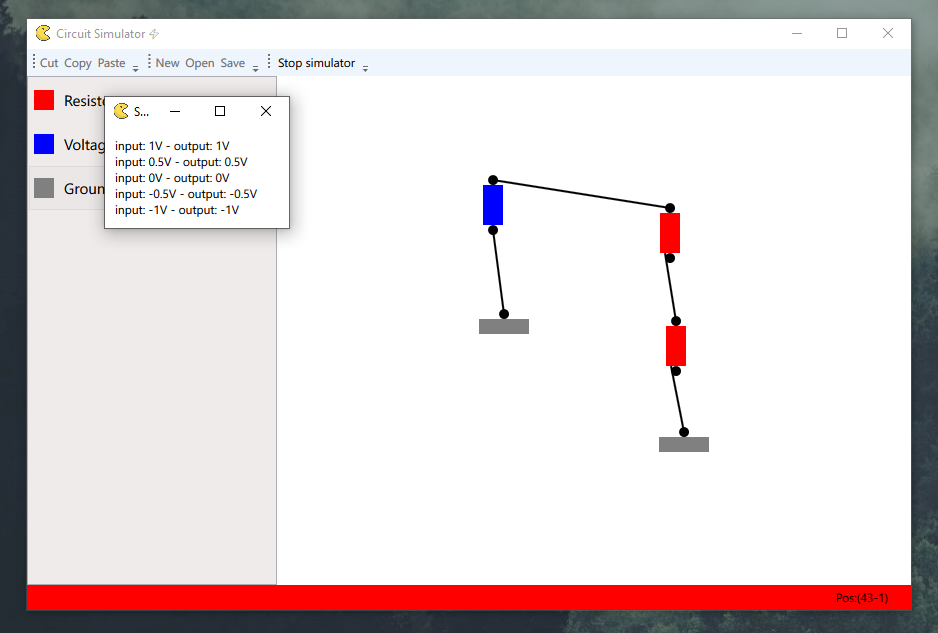 Circuit Simulator⚡
Cut Copy Paste New Open Save Stop simulator
Resisto
S...
Voltag
Groun
input: 1V - output: 1V
input: 0.5V - output: 0.5V
input: 0V - output: 0V
input: -0.5V - output: -0.5V
input: -1V - output: -1V
Pos:(43-1)